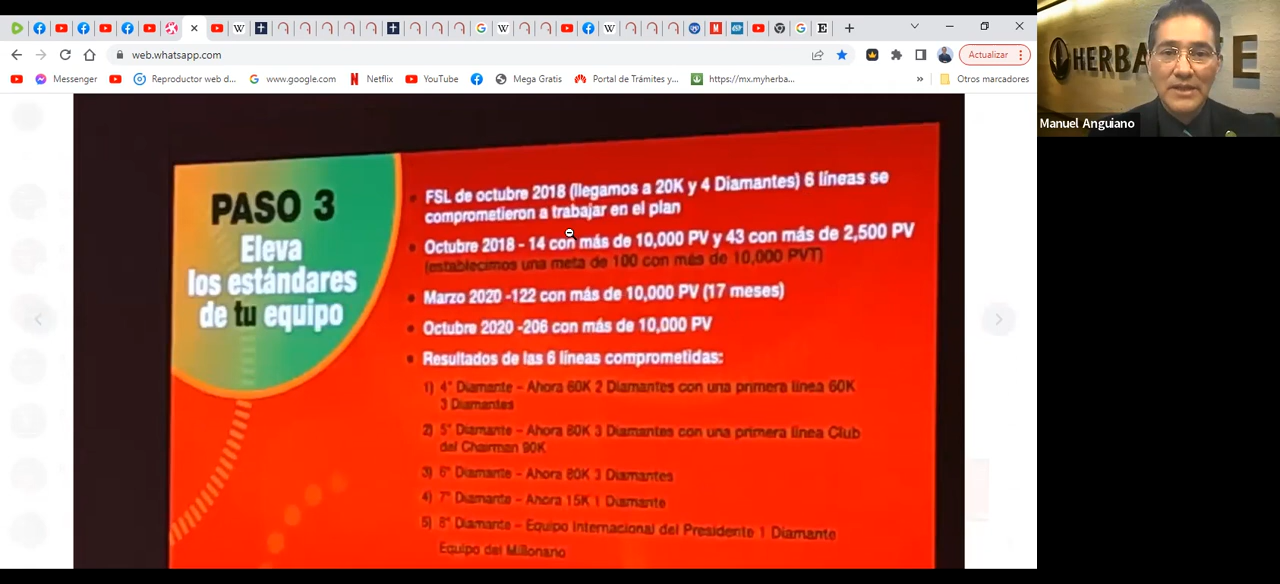 web.whatsapp.com
Actualizar
Messenger
Reproductor web d...
www.google.com
Netflix
YouTube
Mega Gratis
Portal de Trámites y...
https://mx.myherba...
»
Otros marcadores
HERBA
E
Manuel Anguiano
PASO 3
Eleva
los estándares
de tu equipo
• FSL de octubre 2018 (llegamos a 20K y 4 Diamantes) 6 líneas se
comprometieron a trabajar en el plan
• Octubre 2018 - 14 con más de 10,000 PV y 43 con más de 2,500 PV
(establecimos una meta de 100 con más de 10,000 PVT)
• Marzo 2020 -122 con más de 10,000 PV (17 meses)
• Octubre 2020 -206 con más de 10,000 PV
• Resultados de las 6 líneas comprometidas:
1) 4° Diamante - Ahora 60K 2 Diamantes con una primera línea 60K
3 Diamantes
2) 5° Diamante - Ahora 80K 3 Diamantes con una primera línea Club
del Chairman 90K
3) 6° Diamante - Ahora 80K 3 Diamantes
4) 7° Diamante - Ahora 15K 1 Diamante
5) 8° Diamante - Equipo Internacional del Presidente 1 Diamante
Equipo del Millonario